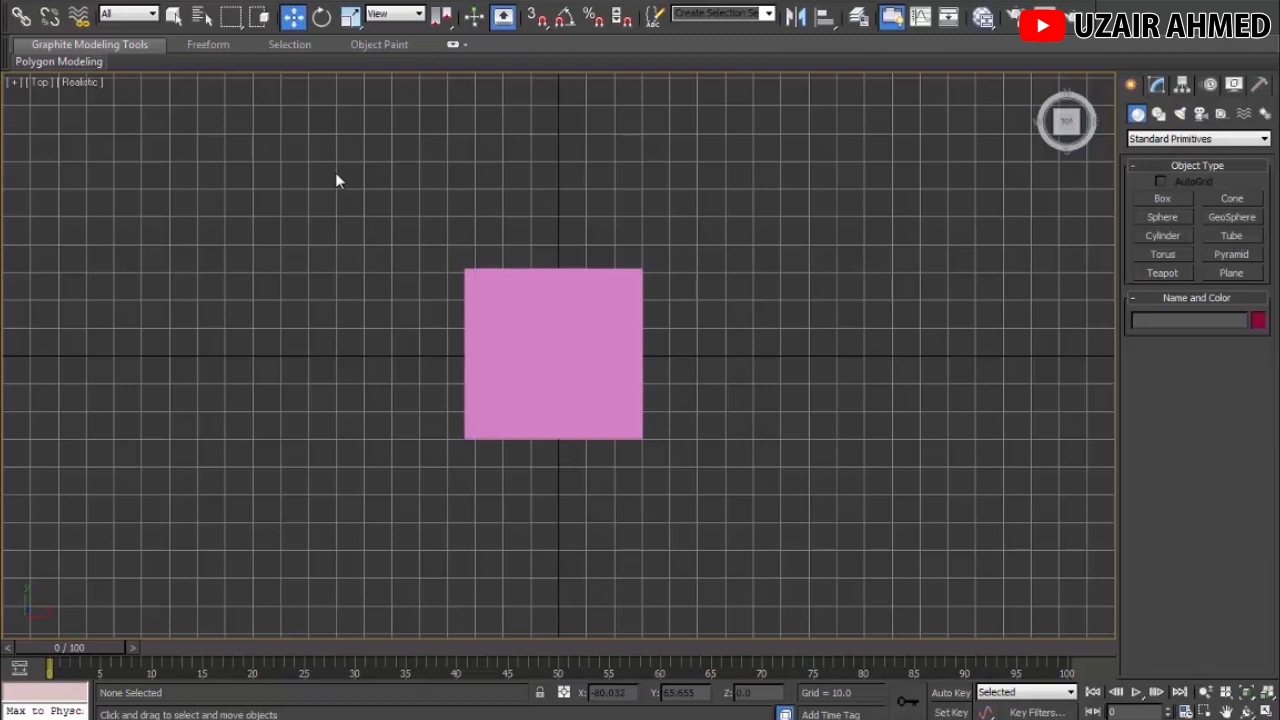 All
View
3
Create Selection Se
UZAIR AHMED
Graphite Modeling Tools
Freeform
Selection
Object Paint
Polygon Modeling
[ + ] [ Top ] [ Realistic ]
TOP
Standard Primitives
- Object Type
AutoGrid
Box Cone
Sphere GeoSphere
Cylinder Tube
Torus Pyramid
Teapot Plane
- Name and Color
y
< 0 / 100 >
0 5 10 15 20 25 30 35 40 45 50 55 60 65 70 75 80 85 90 95 100
None Selected
X: -80.032 Y: 65.655 Z: 0.0 Grid = 10.0
Auto Key Selected
Max to Physc
Click and drag to select and move objects
Add Time Tag
Set Key Key Filters... 0